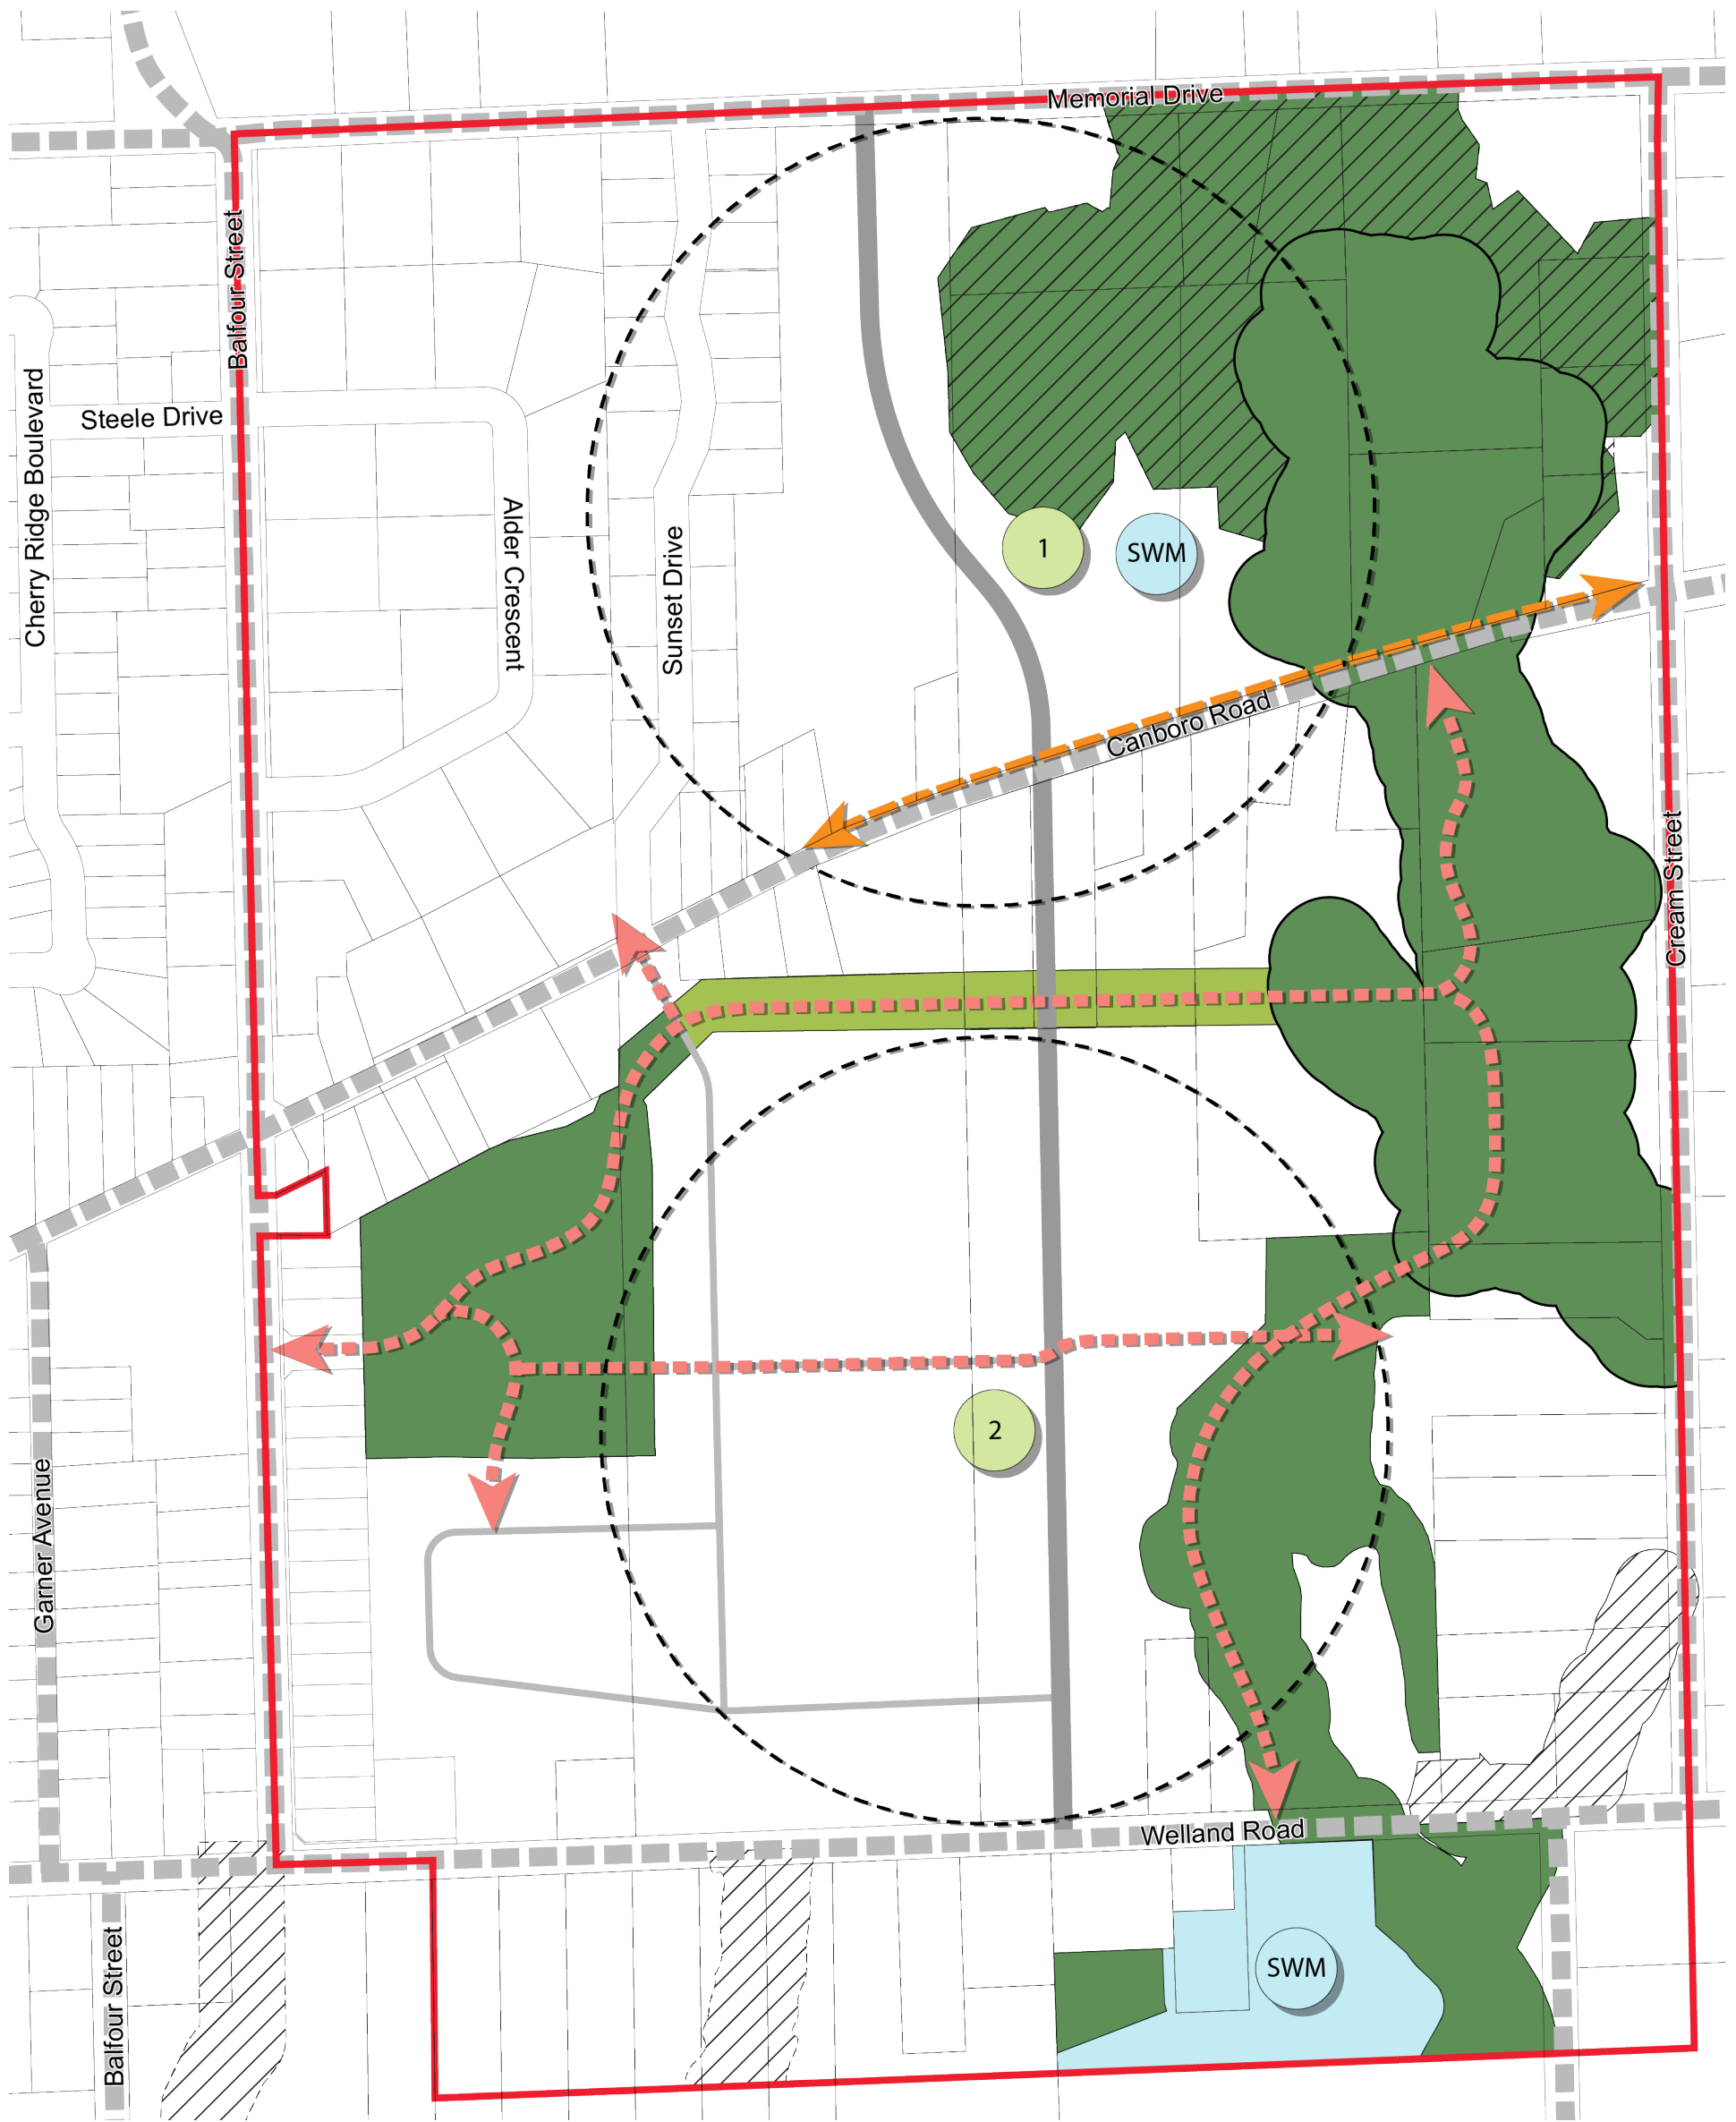 Memorial Drive
Balfour Street
Steele Drive
Cherry Ridge Boulevard
Alder Crescent
Sunset Drive
1
SWM
Canboro Road
Cream Street
2
Garner Avenue
Welland Road
Balfour Street
SWM